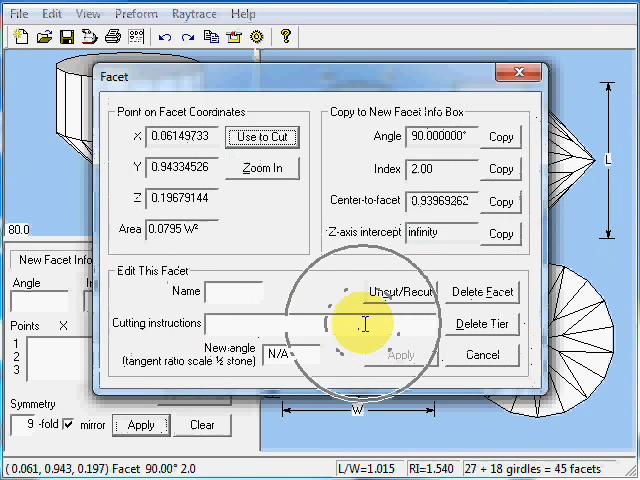 File Edit View Preform Raytrace Help
Facet
Point on Facet Coordinates
X 0.06149733 Use to Cut
Y 0.94334526 Zoom In
Z 0.19679144
Area 0.0795 W²
Copy to New Facet Info Box
Angle 90.000000° Copy
Index 2.00 Copy
Center-to-facet 0.93969262 Copy
Z-axis intercept infinity Copy
Edit This Facet
Name Uncut/Recut Delete Facet
Cutting instructions Delete Tier
New angle
(tangent ratio scale ½ stone) N/A Apply Cancel
80.0
L
W
New Facet Info
Angle
Points X
1
2
3
Symmetry
9 -fold mirror Apply Clear
( 0.061, 0.943, 0.197) Facet 90.00° 2.0
L/W=1.015
RI=1.540
27 + 18 girdles = 45 facets